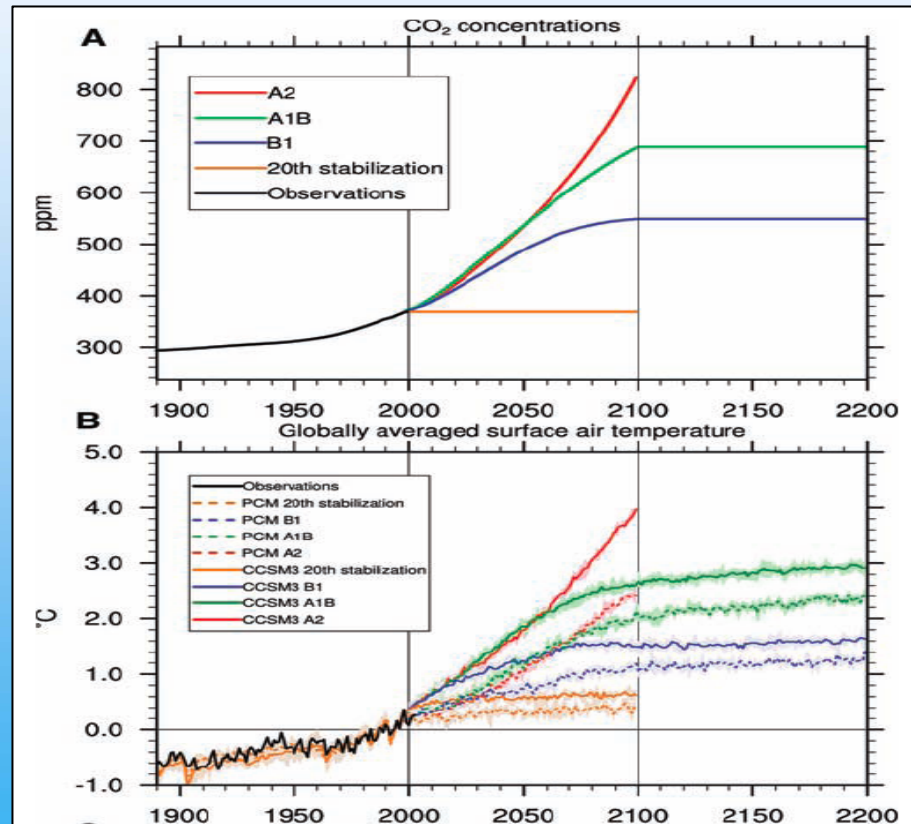 A
CO₂ concentrations
800
700
600
500
400
300
ppm
A2
A1B
B1
20th stabilization
Observations
1900 1950 2000 2050 2100 2150 2200
B
Globally averaged surface air temperature
5.0
4.0
3.0
2.0
1.0
0.0
-1.0
°C
Observations
PCM 20th stabilization
PCM B1
PCM A1B
PCM A2
CCSM3 20th stabilization
CCSM3 B1
CCSM3 A1B
CCSM3 A2
1900 1950 2000 2050 2100 2150 2200